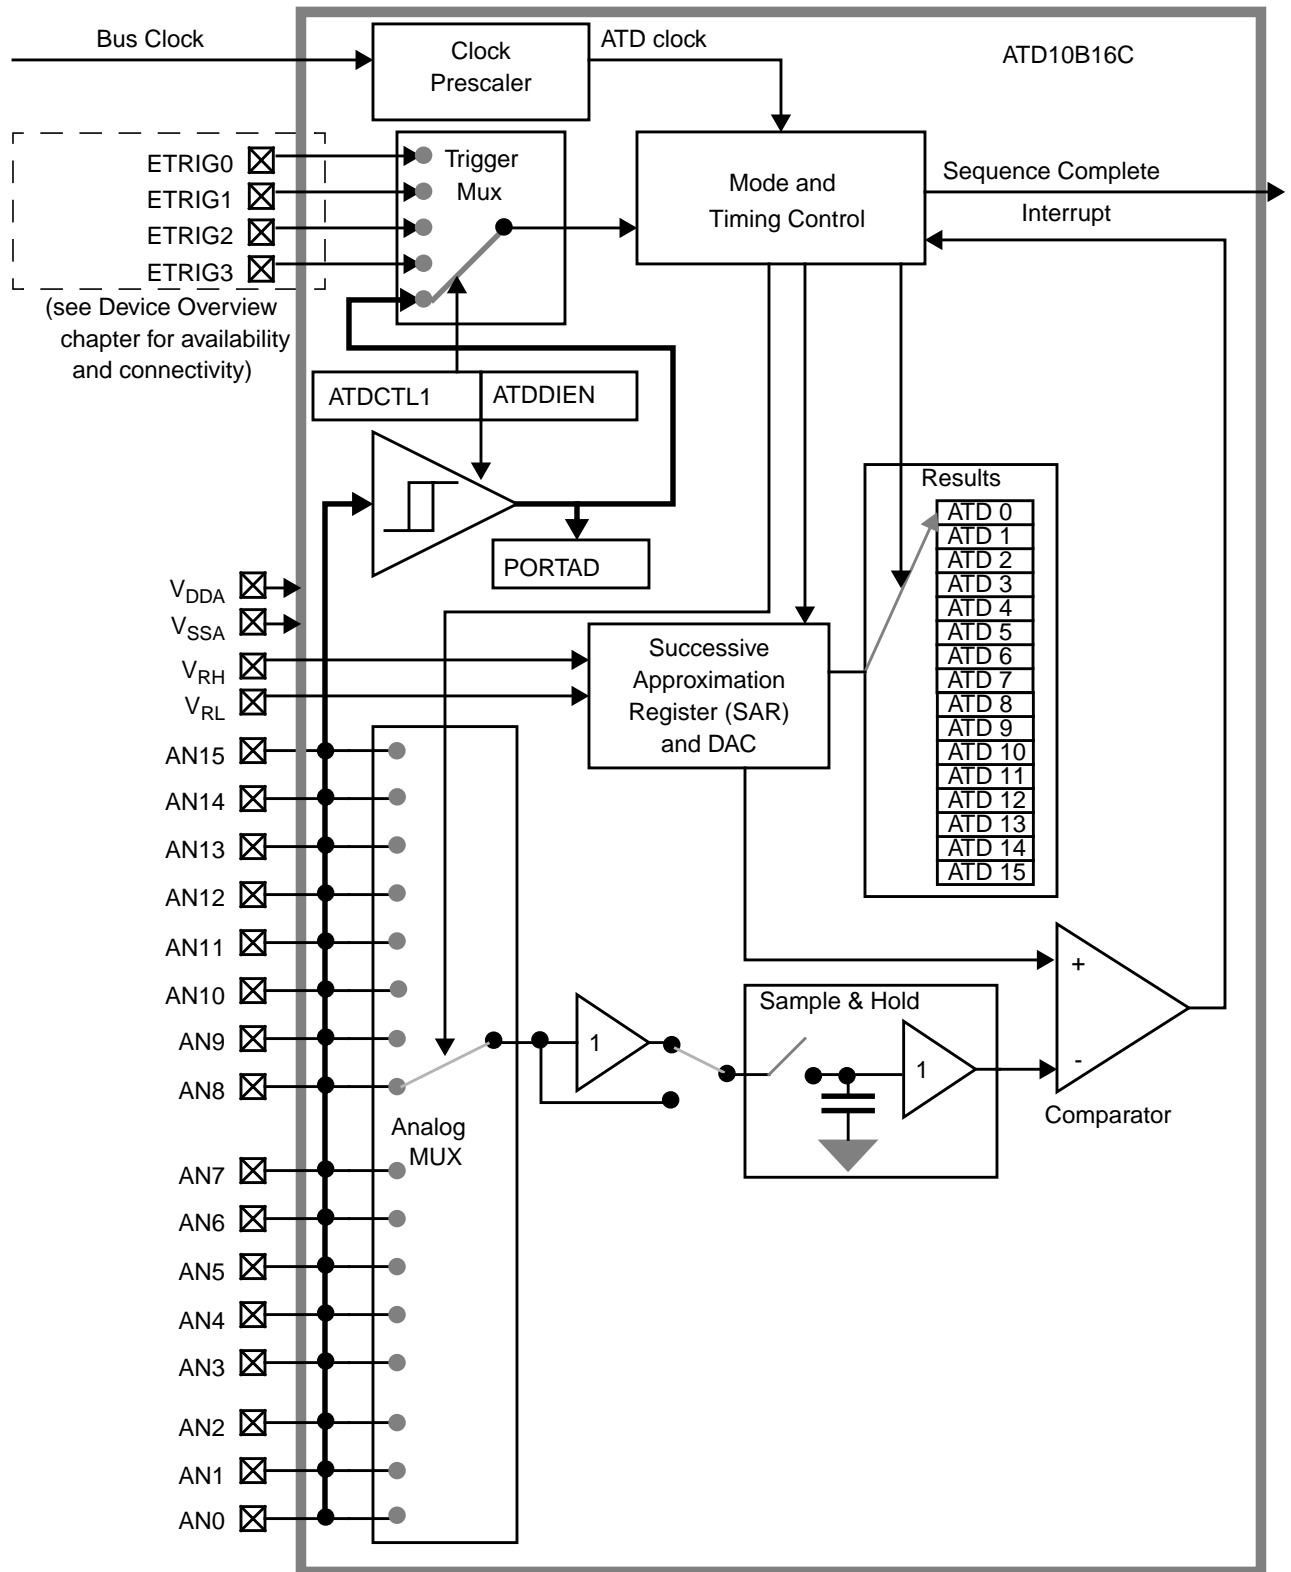 Bus Clock
Clock
Prescaler
ATD clock
ATD10B16C
ETRIG0
ETRIG1
ETRIG2
ETRIG3
(see Device Overview
chapter for availability
and connectivity)
Trigger
Mux
Mode and
Timing Control
Sequence Complete
Interrupt
ATDCTL1
ATDDIEN
PORTAD
Results
ATD 0
ATD 1
ATD 2
ATD 3
ATD 4
ATD 5
ATD 6
ATD 7
ATD 8
ATD 9
ATD 10
ATD 11
ATD 12
ATD 13
ATD 14
ATD 15
VDDA
VSSA
VRH
VRL
Successive
Approximation
Register (SAR)
and DAC
AN15
AN14
AN13
AN12
AN11
AN10
AN9
AN8
AN7
AN6
AN5
AN4
AN3
AN2
AN1
AN0
Analog
MUX
1
Sample & Hold
1
+
-
Comparator